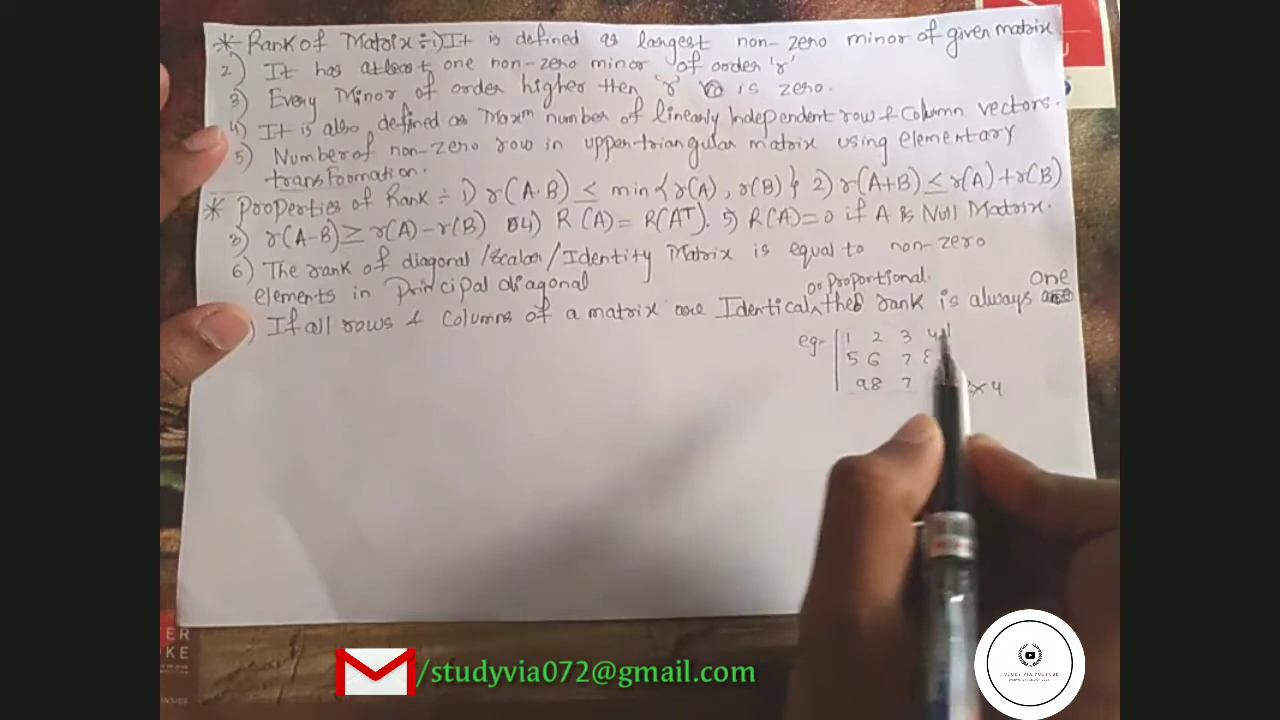 * Rank of Matrix ÷ 1) It is defined as largest non-zero minor of given matrix
2) It has atleast one non-zero minor of order 'r'
3) Every Minor of order higher then 'r' is zero.
4) It is also defined as Maxm number of linearly Independent row & Column vectors.
5) Number of non-zero row in upper-triangular matrix using elementary
transformation.
* Properties of Rank ÷ 1) r(A·B) ≤ min{r(A), r(B)} 2) r(A+B) ≤ r(A)+r(B)
3) r(A-B) ≥ r(A)-r(B) 4) R(A) = R(AT). 5) R(A)=0 if A is Null Matrix.
6) The rank of diagonal/Scalar/Identity Matrix is equal to non-zero
elements in Principal diagonal
or Proportional. One
) If all rows & Columns of a matrix are Identical, the rank is always
eg- 1 2 3 4
5 6 7 8
9 8 7 ×4
/studyvia072@gmail.com
STUDY VIA YOUTUBE